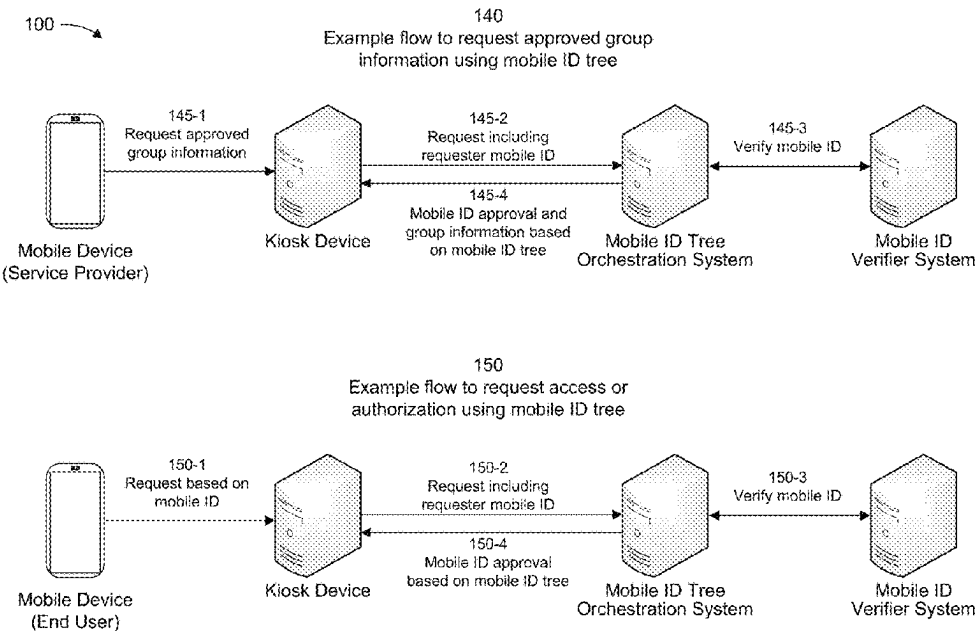 100
140
Example flow to request approved group
information using mobile ID tree
145-1
Request approved
group information
145-2
Request including
requester mobile ID
145-3
Verify mobile ID
145-4
Mobile ID approval and
group information based
on mobile ID tree
Mobile Device
(Service Provider)
Kiosk Device
Mobile ID Tree
Orchestration System
Mobile ID
Verifier System
150
Example flow to request access or
authorization using mobile ID tree
150-1
Request based on
mobile ID
150-2
Request including
requester mobile ID
150-3
Verify mobile ID
150-4
Mobile ID approval
based on mobile ID tree
Mobile Device
(End User)
Kiosk Device
Mobile ID Tree
Orchestration System
Mobile ID
Verifier System